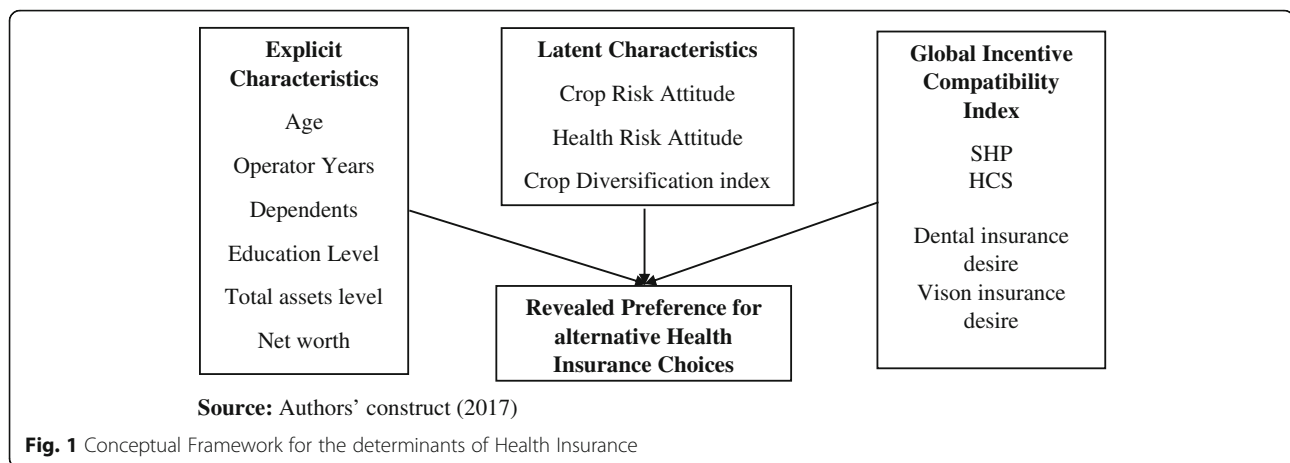 Explicit
Characteristics
Age
Operator Years
Dependents
Education Level
Total assets level
Net worth
Latent Characteristics
Crop Risk Attitude
Health Risk Attitude
Crop Diversification index
Global Incentive
Compatibility
Index
SHP
HCS
Dental insurance
desire
Vison insurance
desire
Revealed Preference for
alternative Health
Insurance Choices
Source: Authors' construct (2017)
Fig. 1 Conceptual Framework for the determinants of Health Insurance